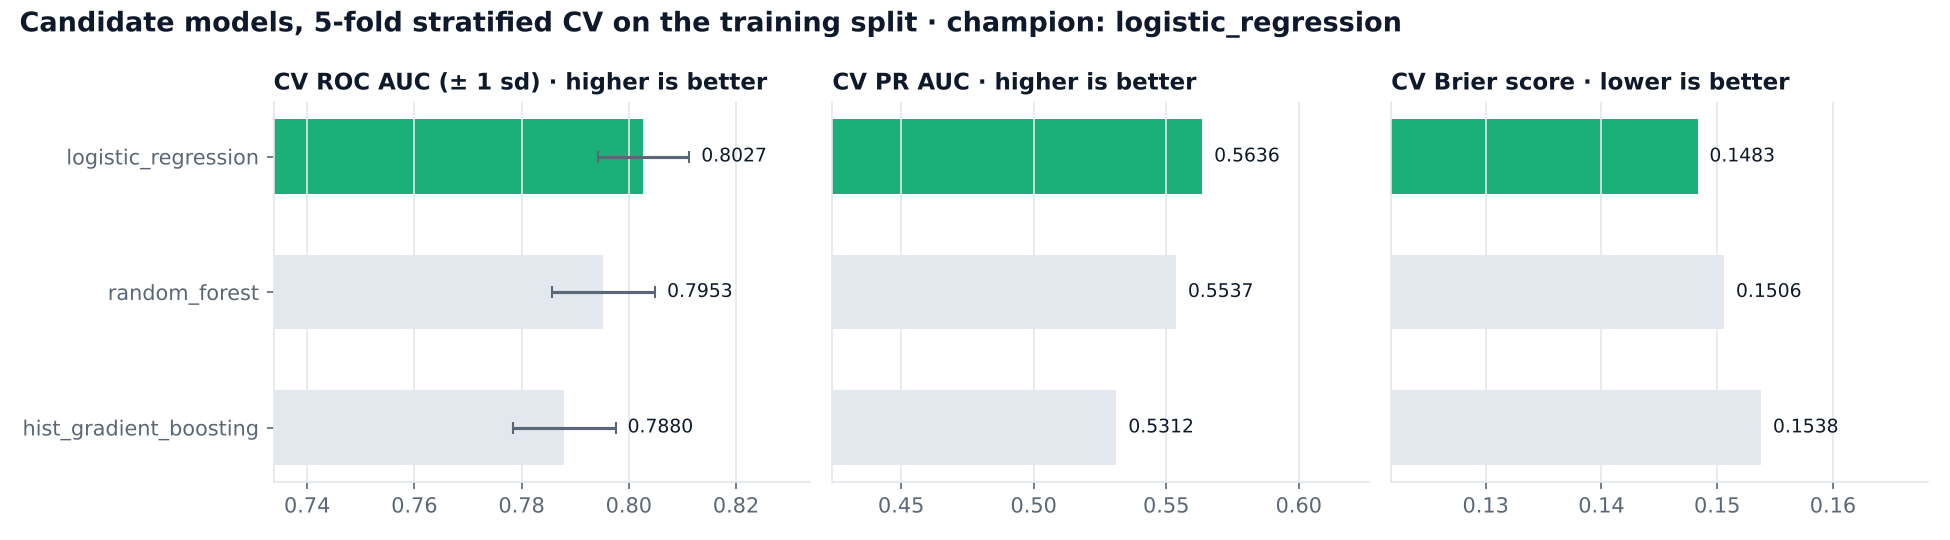 Candidate models, 5-fold stratified CV on the training split · champion: logistic_regression
CV ROC AUC (± 1 sd) · higher is better
logistic_regression
0.8027
random_forest
0.7953
hist_gradient_boosting
0.7880
0.74 0.76 0.78 0.80 0.82
CV PR AUC · higher is better
0.5636
0.5537
0.5312
0.45 0.50 0.55 0.60
CV Brier score · lower is better
0.1483
0.1506
0.1538
0.13 0.14 0.15 0.16